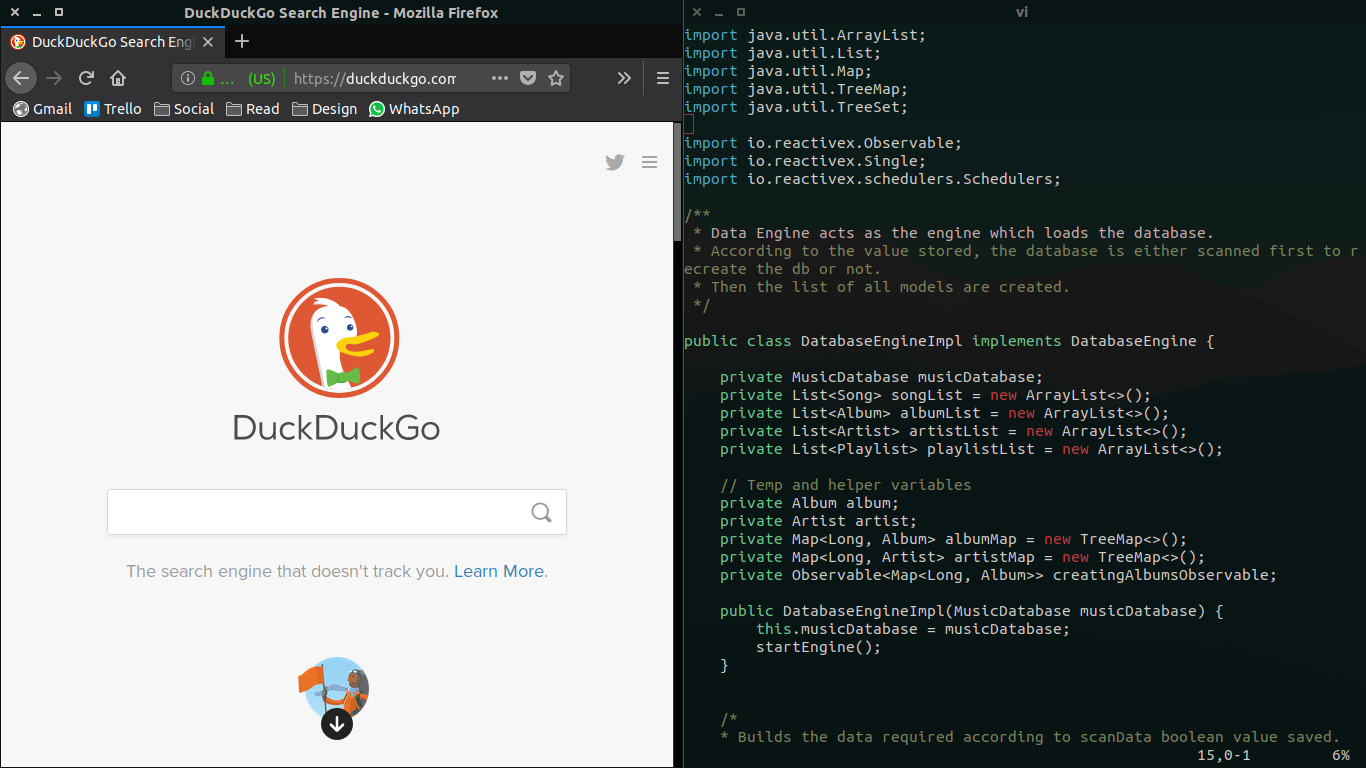 DuckDuckGo Search Engine - Mozilla Firefox
DuckDuckGo Search Engi
(US) https://duckduckgo.com
Gmail Trello Social Read Design WhatsApp
DuckDuckGo
The search engine that doesn't track you. Learn More.
vi
import java.util.ArrayList;
import java.util.List;
import java.util.Map;
import java.util.TreeMap;
import java.util.TreeSet;
import io.reactivex.Observable;
import io.reactivex.Single;
import io.reactivex.schedulers.Schedulers;
/**
 * Data Engine acts as the engine which loads the database.
 * According to the value stored, the database is either scanned first to r
ecreate the db or not.
 * Then the list of all models are created.
 */
public class DatabaseEngineImpl implements DatabaseEngine {
    private MusicDatabase musicDatabase;
    private List<Song> songList = new ArrayList<>();
    private List<Album> albumList = new ArrayList<>();
    private List<Artist> artistList = new ArrayList<>();
    private List<Playlist> playlistList = new ArrayList<>();
    // Temp and helper variables
    private Album album;
    private Artist artist;
    private Map<Long, Album> albumMap = new TreeMap<>();
    private Map<Long, Artist> artistMap = new TreeMap<>();
    private Observable<Map<Long, Album>> creatingAlbumsObservable;
    public DatabaseEngineImpl(MusicDatabase musicDatabase) {
        this.musicDatabase = musicDatabase;
        startEngine();
    }
    /*
    * Builds the data required according to scanData boolean value saved.
15,0-1 6%